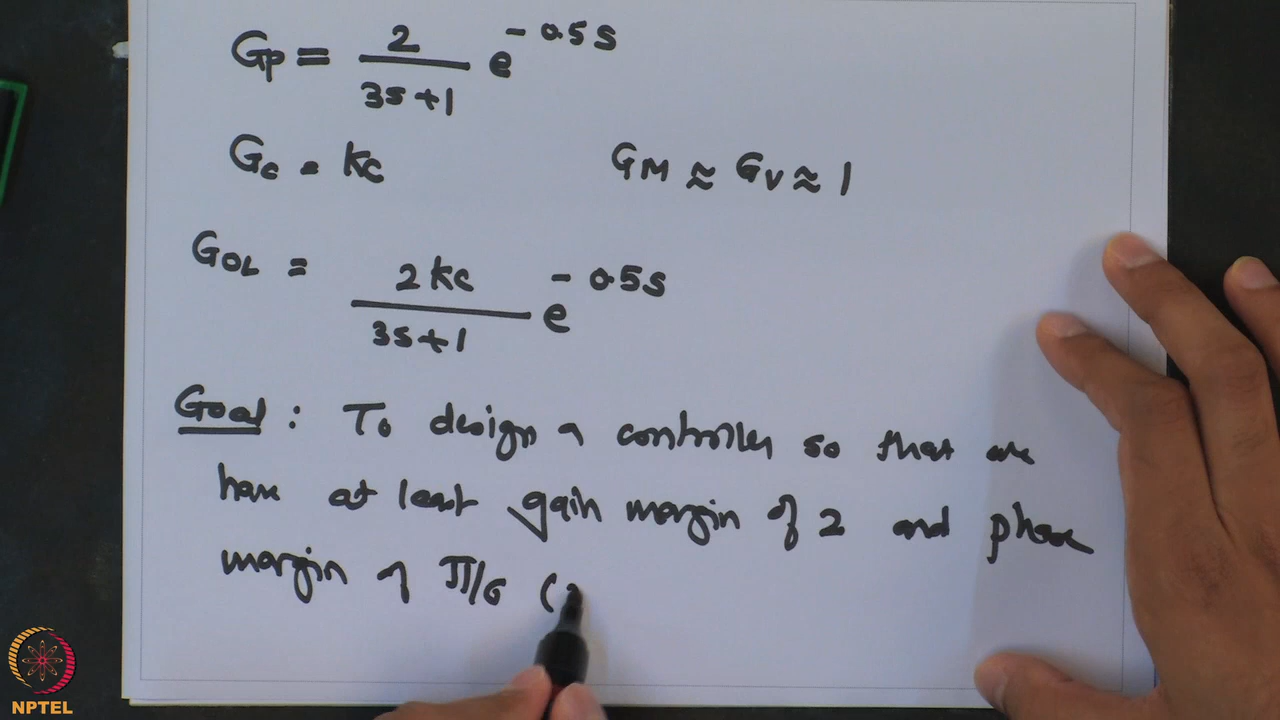 Gp = 2/(3s+1) e^(-0.5s)
Gc = Kc    GM ≈ GV ≈ 1
GOL = 2Kc/(3s+1) e^(-0.5s)
Goal : To design a controller so that we
have at least gain margin of 2 and phase
margin of π/6 (
NPTEL